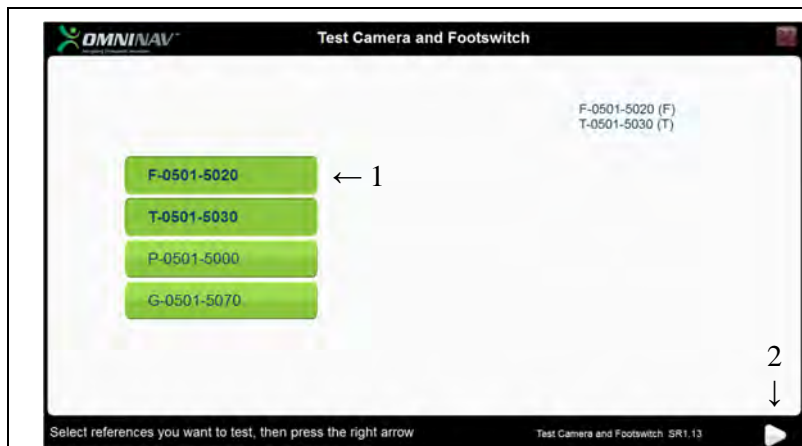 OMNINAV™
Test Camera and Footswitch
F-0501-5020 (F)
T-0501-5030 (T)
F-0501-5020
← 1
T-0501-5030
P-0501-5000
G-0501-5070
2
↓
Select references you want to test, then press the right arrow
Test Camera and Footswitch SR1.13